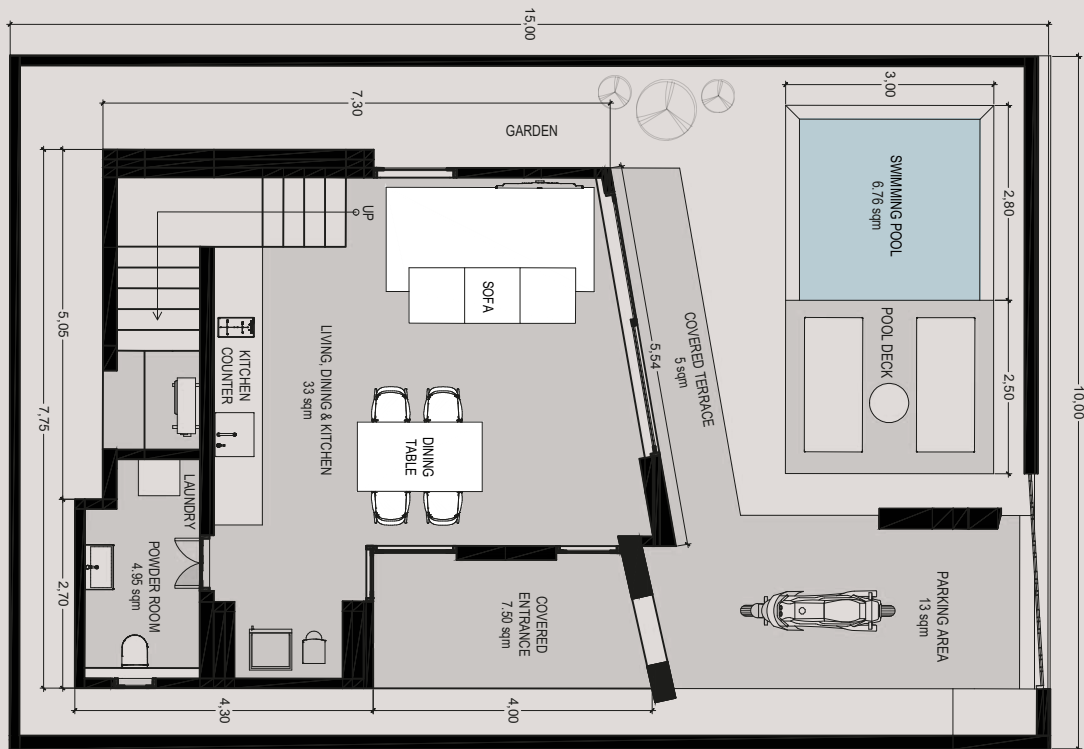 15,00
10,00
7,30
3,00
GARDEN
SWIMMING POOL
6.76 sqm
2,80
UP
SOFA
COVERED TERRACE
5 sqm
5,54
POOL DECK
2,50
5,05
7,75
KITCHEN
COUNTER
LIVING, DINING & KITCHEN
33 sqm
DINING
TABLE
LAUNDRY
POWDER ROOM
4.95 sqm
2,70
COVERED
ENTRANCE
7.50 sqm
PARKING AREA
13 sqm
4,30
4,00